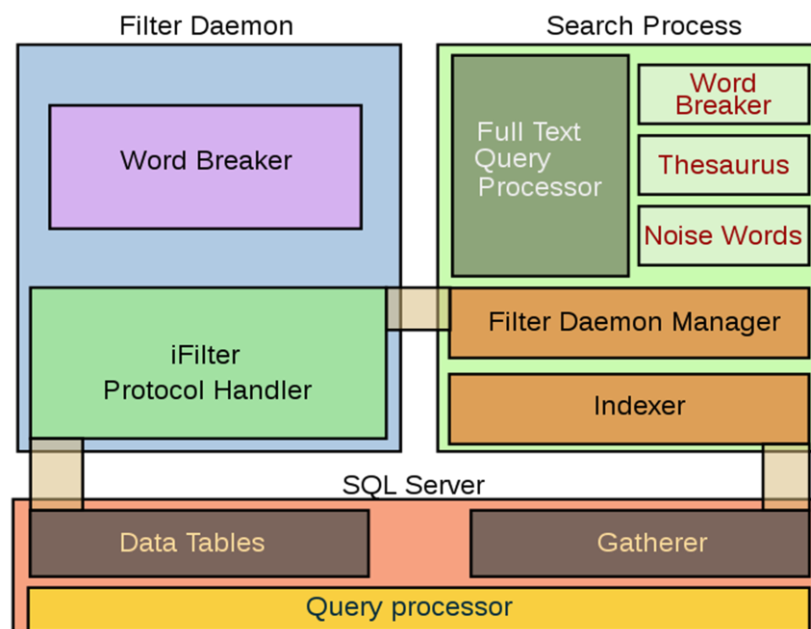 Filter Daemon
Search Process
Word Breaker
Full Text
Query
Processor
Word
Breaker
Thesaurus
Noise Words
iFilter
Protocol Handler
Filter Daemon Manager
Indexer
SQL Server
Data Tables
Gatherer
Query processor